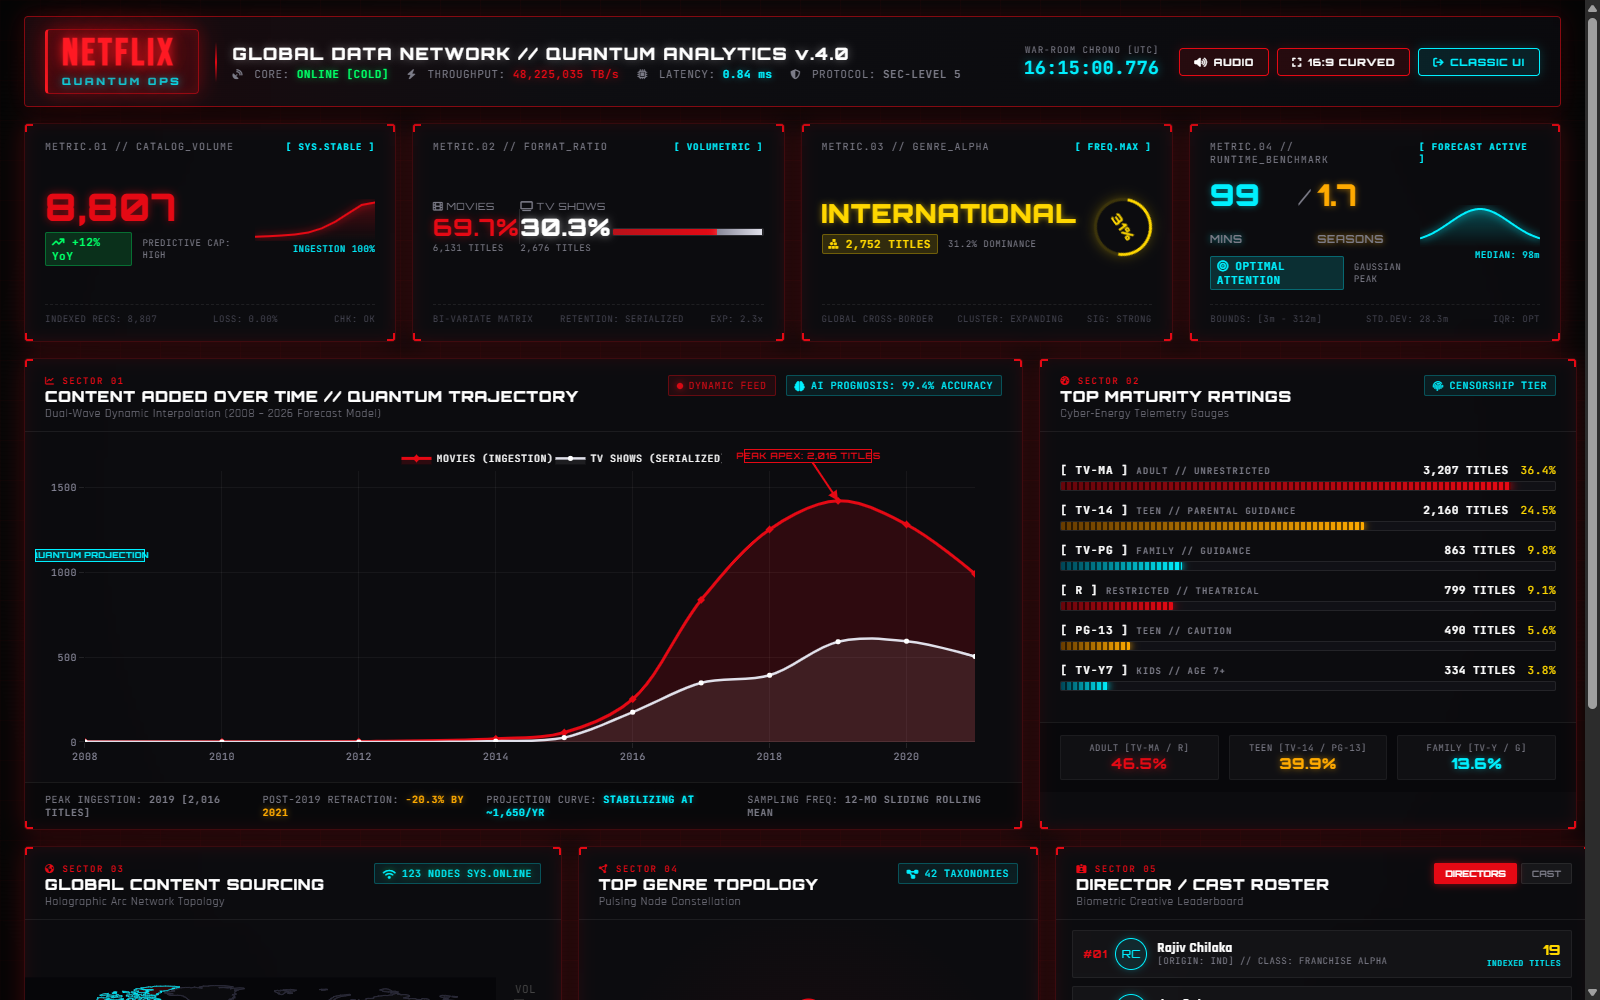 NETFLIX
QUANTUM OPS
GLOBAL DATA NETWORK // QUANTUM ANALYTICS v.4.0
CORE: ONLINE [COLD] THROUGHPUT: 48,225,035 TB/s LATENCY: 0.84 ms PROTOCOL: SEC-LEVEL 5
WAR-ROOM CHRONO [UTC]
16:15:00.776
AUDIO
16:9 CURVED
CLASSIC UI
METRIC.01 // CATALOG_VOLUME
[ SYS.STABLE ]
8,807
+12%
YoY
PREDICTIVE CAP:
HIGH
INGESTION 100%
INDEXED RECS: 8,807 LOSS: 0.00% CHK: OK
METRIC.02 // FORMAT_RATIO
[ VOLUMETRIC ]
MOVIES
69.7%
6,131 TITLES
TV SHOWS
30.3%
2,676 TITLES
BI-VARIATE MATRIX RETENTION: SERIALIZED EXP: 2.3x
METRIC.03 // GENRE_ALPHA
[ FREQ.MAX ]
INTERNATIONAL
2,752 TITLES
31.2% DOMINANCE
31%
GLOBAL CROSS-BORDER CLUSTER: EXPANDING SIG: STRONG
METRIC.04 //
RUNTIME_BENCHMARK
[ FORECAST ACTIVE
]
99 / 1.7
MINS SEASONS
OPTIMAL
ATTENTION
GAUSSIAN
PEAK
MEDIAN: 98m
BOUNDS: [3m - 312m] STD.DEV: 28.3m IQR: OPT
SECTOR 01
CONTENT ADDED OVER TIME // QUANTUM TRAJECTORY
Dual-Wave Dynamic Interpolation (2008 - 2026 Forecast Model)
DYNAMIC FEED
AI PROGNOSIS: 99.4% ACCURACY
MOVIES (INGESTION)
TV SHOWS (SERIALIZED
PEAK APEX: 2,016 TITLES
1500
UANTUM PROJECTION
1000
500
0
2008 2010 2012 2014 2016 2018 2020
PEAK INGESTION: 2019 [2,016
TITLES]
POST-2019 RETRACTION: -20.3% BY
2021
PROJECTION CURVE: STABILIZING AT
~1,650/YR
SAMPLING FREQ: 12-MO SLIDING ROLLING
MEAN
SECTOR 02
TOP MATURITY RATINGS
Cyber-Energy Telemetry Gauges
CENSORSHIP TIER
[ TV-MA ] ADULT // UNRESTRICTED 3,207 TITLES 36.4%
[ TV-14 ] TEEN // PARENTAL GUIDANCE 2,160 TITLES 24.5%
[ TV-PG ] FAMILY // GUIDANCE 863 TITLES 9.8%
[ R ] RESTRICTED // THEATRICAL 799 TITLES 9.1%
[ PG-13 ] TEEN // CAUTION 490 TITLES 5.6%
[ TV-Y7 ] KIDS // AGE 7+ 334 TITLES 3.8%
ADULT [TV-MA / R]
46.5%
TEEN [TV-14 / PG-13]
39.9%
FAMILY [TV-Y / G]
13.6%
SECTOR 03
GLOBAL CONTENT SOURCING
Holographic Arc Network Topology
123 NODES SYS.ONLINE
VOL
SECTOR 04
TOP GENRE TOPOLOGY
Pulsing Node Constellation
42 TAXONOMIES
SECTOR 05
DIRECTOR / CAST ROSTER
Biometric Creative Leaderboard
DIRECTORS
CAST
#01
RC
Rajiv Chilaka
[ORIGIN: IND] // CLASS: FRANCHISE ALPHA
19
INDEXED TITLES